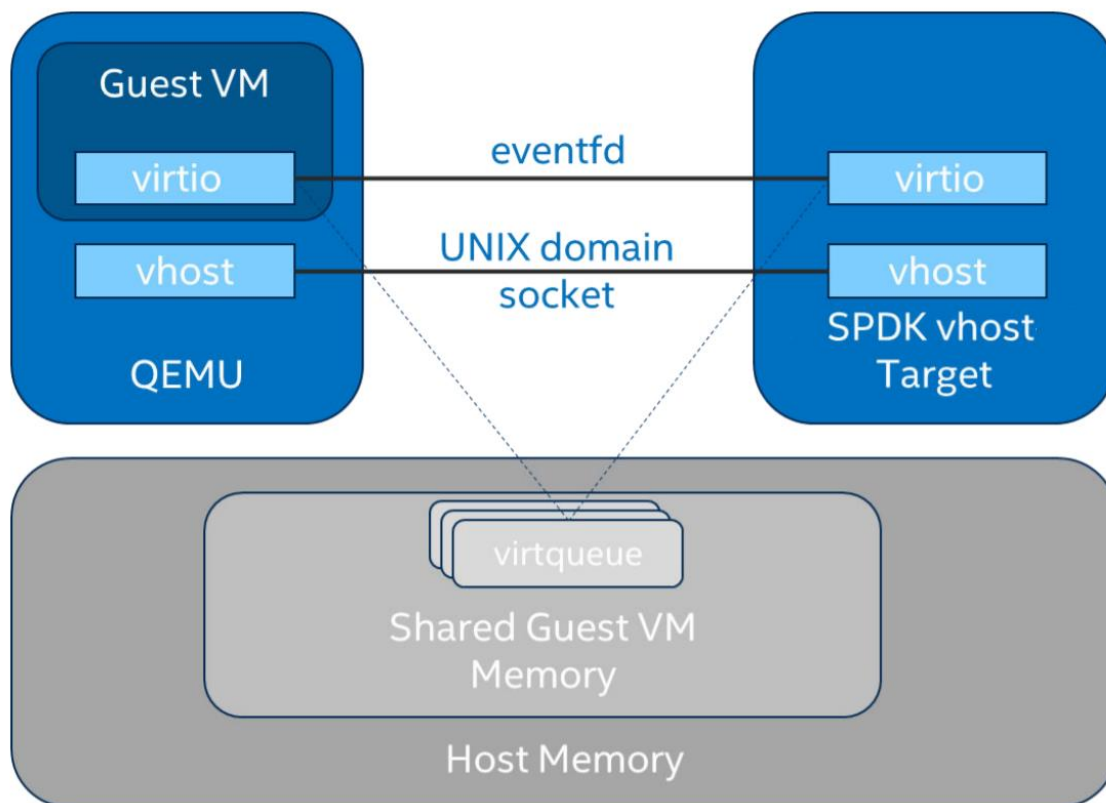 Guest VM
virtio
vhost
QEMU
eventfd
UNIX domain
socket
virtio
vhost
SPDK vhost
Target
virtqueue
Shared Guest VM
Memory
Host Memory